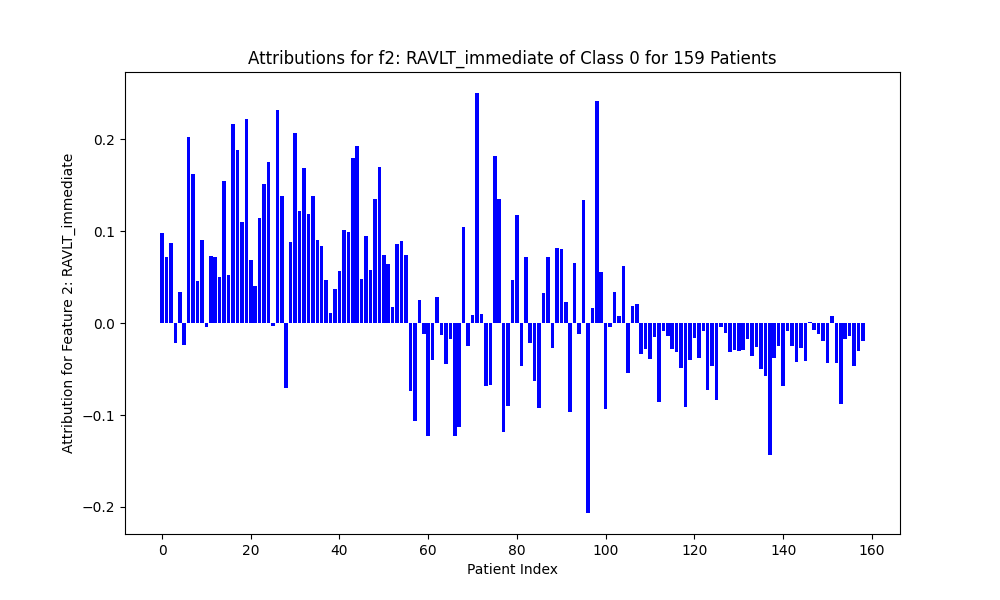 Attributions for f2: RAVLT_immediate of Class 0 for 159 Patients
Attribution for Feature 2: RAVLT_immediate
0.2
0.1
0.0
−0.1
−0.2
0 20 40 60 80 100 120 140 160
Patient Index